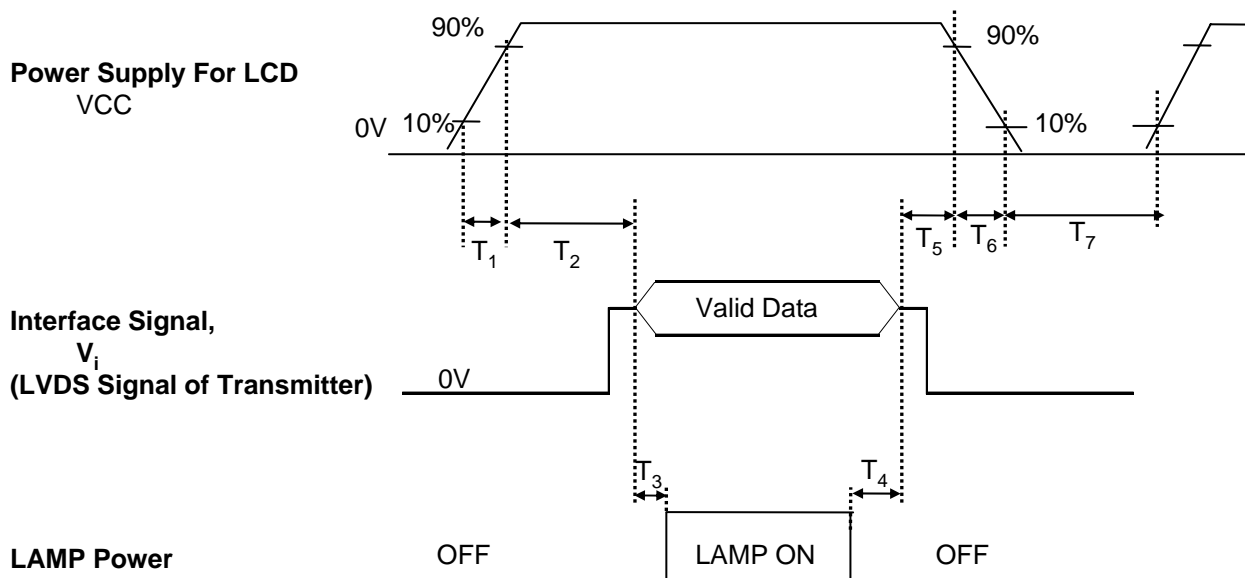 90%
90%
Power Supply For LCD
VCC
0V
10%
10%
T1
T2
T5
T6
T7
Valid Data
Interface Signal,
Vi
(LVDS Signal of Transmitter)
0V
T3
T4
LAMP Power
OFF
LAMP ON
OFF